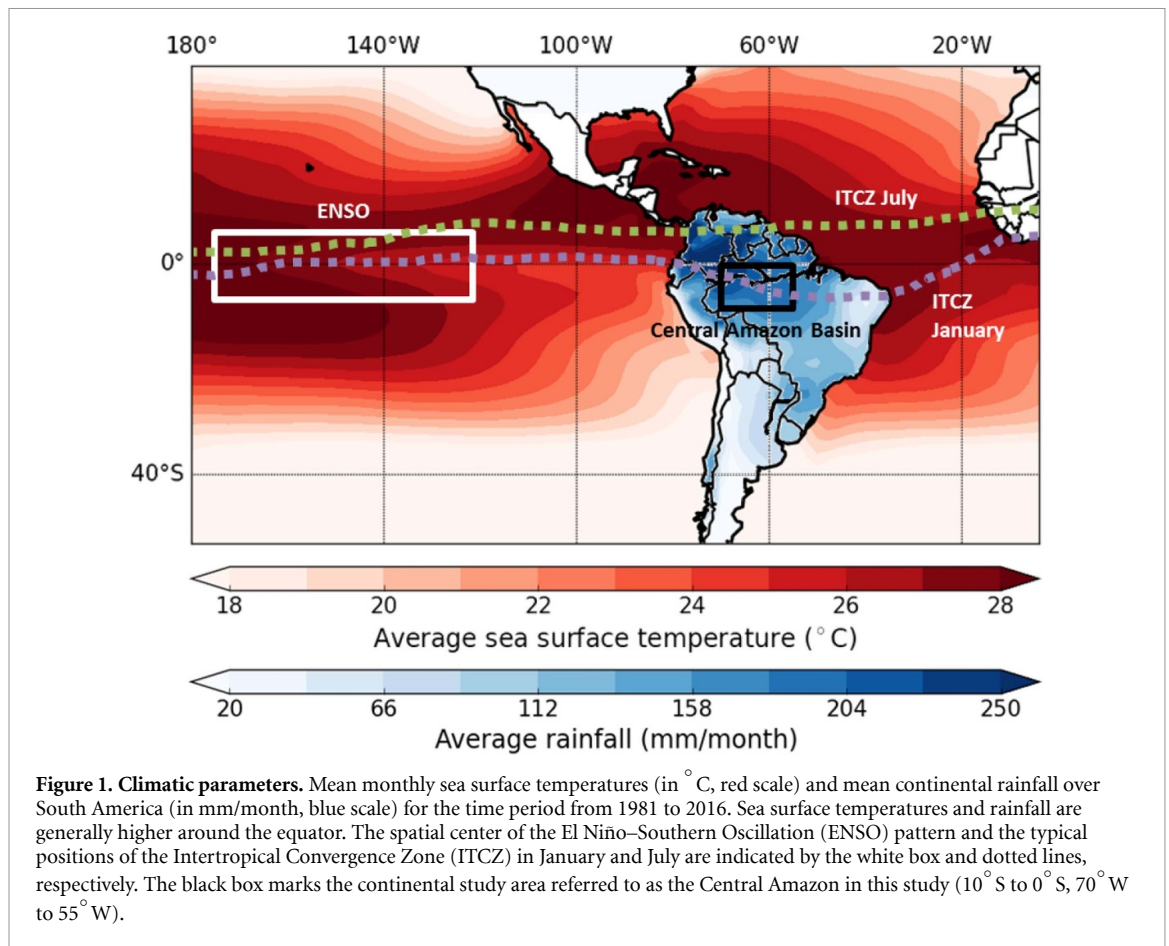 180° 140°W 100°W 60°W 20°W
ENSO
ITCZ July
0°
ITCZ
January
Central Amazon Basin
40°S
18 20 22 24 26 28
Average sea surface temperature (°C)
20 66 112 158 204 250
Average rainfall (mm/month)
Figure 1. Climatic parameters. Mean monthly sea surface temperatures (in °C, red scale) and mean continental rainfall over
South America (in mm/month, blue scale) for the time period from 1981 to 2016. Sea surface temperatures and rainfall are
generally higher around the equator. The spatial center of the El Niño–Southern Oscillation (ENSO) pattern and the typical
positions of the Intertropical Convergence Zone (ITCZ) in January and July are indicated by the white box and dotted lines,
respectively. The black box marks the continental study area referred to as the Central Amazon in this study (10°S to 0°S, 70°W
to 55°W).